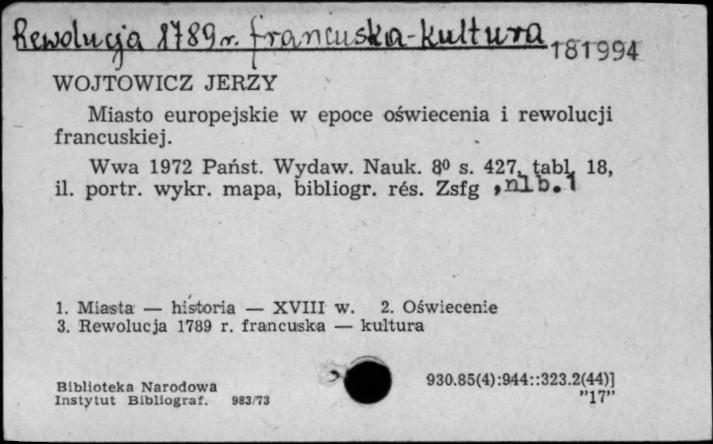 Rewolucja 1789 r. francuska-kultura 181994
WOJTOWICZ JERZY
Miasto europejskie w epoce oświecenia i rewolucji
francuskiej.
Wwa 1972 Państ. Wydaw. Nauk. 8⁰ s. 427, tabl. 18,
il. portr. wykr. mapa, bibliogr. rés. Zsfg , nlb. 1
1. Miasta — historia — XVIII w. 2. Oświecenie
3. Rewolucja 1789 r. francuska — kultura
930.85(4):944::323.2(44)]
Biblioteka Narodowa
"17"
Instytut Bibliograf. 983/73